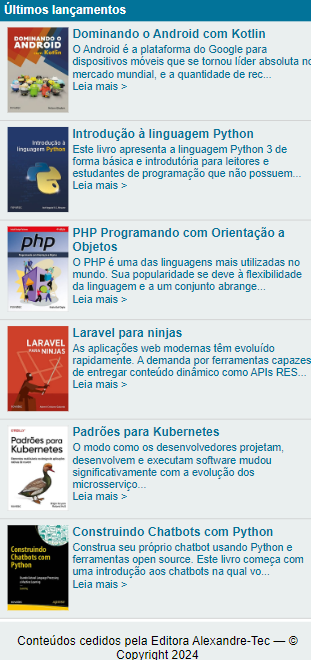 Últimos lançamentos
DOMINANDO O
ANDROID
COM KOTLIN
Dominando o Android com Kotlin
O Android é a plataforma do Google para
dispositivos móveis que se tornou líder absoluta no
mercado mundial, e a quantidade de rec...
Leia mais >
Introdução à
linguagem Python
Introdução à linguagem Python
Este livro apresenta a linguagem Python 3 de
forma básica e introdutória para leitores e
estudantes de programação que não possuem...
Leia mais >
php
PHP Programando com Orientação a
Objetos
O PHP é uma das linguagens mais utilizadas no
mundo. Sua popularidade se deve à flexibilidade
da linguagem e a um conjunto abrange...
Leia mais >
LARAVEL
PARA NINJAS
Laravel para ninjas
As aplicações web modernas têm evoluído
rapidamente. A demanda por ferramentas capazes
de entregar conteúdo dinâmico como APIs RES...
Leia mais >
O'REILLY
Padrões para
Kubernetes
Padrões para Kubernetes
O modo como os desenvolvedores projetam,
desenvolvem e executam software mudou
significativamente com a evolução dos
microsserviço...
Leia mais >
Construindo
Chatbots com
Python
Construindo Chatbots com Python
Construa seu próprio chatbot usando Python e
ferramentas open source. Este livro começa com
uma introdução aos chatbots na qual vo...
Leia mais >
Conteúdos cedidos pela Editora Alexandre-Tec — ©
Copyright 2024